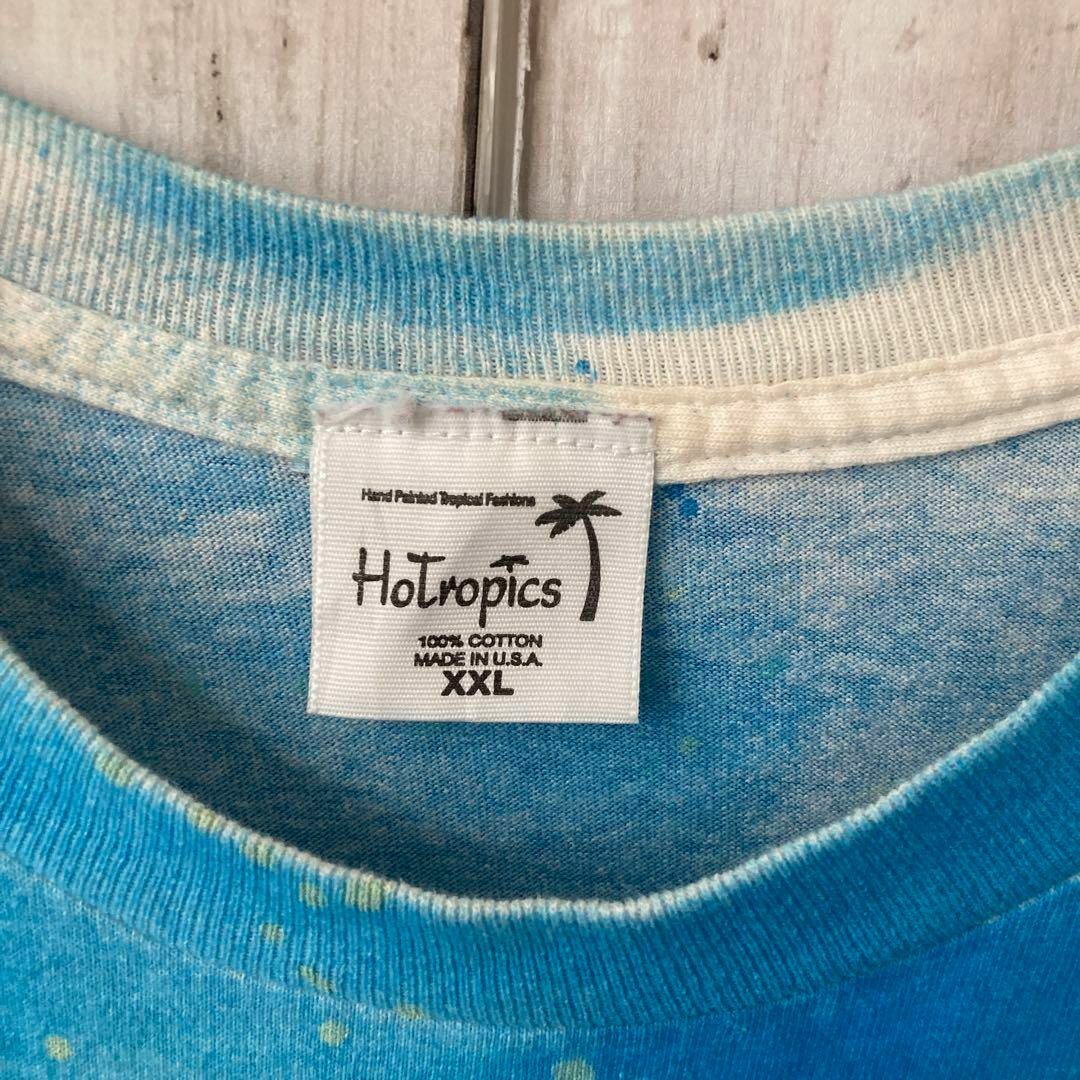 Hand Painted Tropical Fashions
HoTropics
100% COTTON
MADE IN U.S.A.
XXL